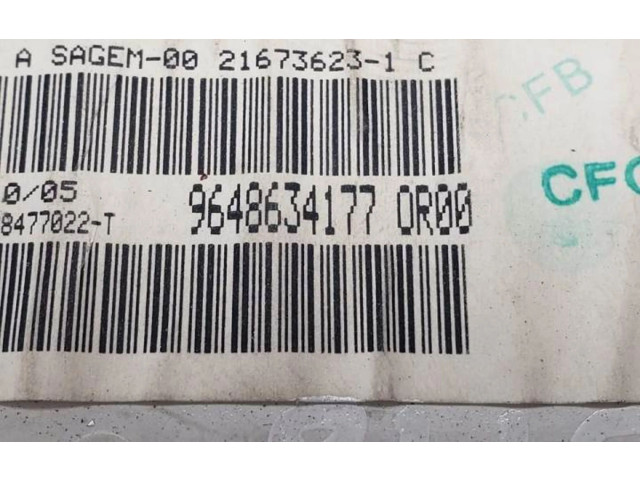 A SAGEM-00 21673623-1 C
CFB
CFC
0/05
8477022-T 9648634177 0R00